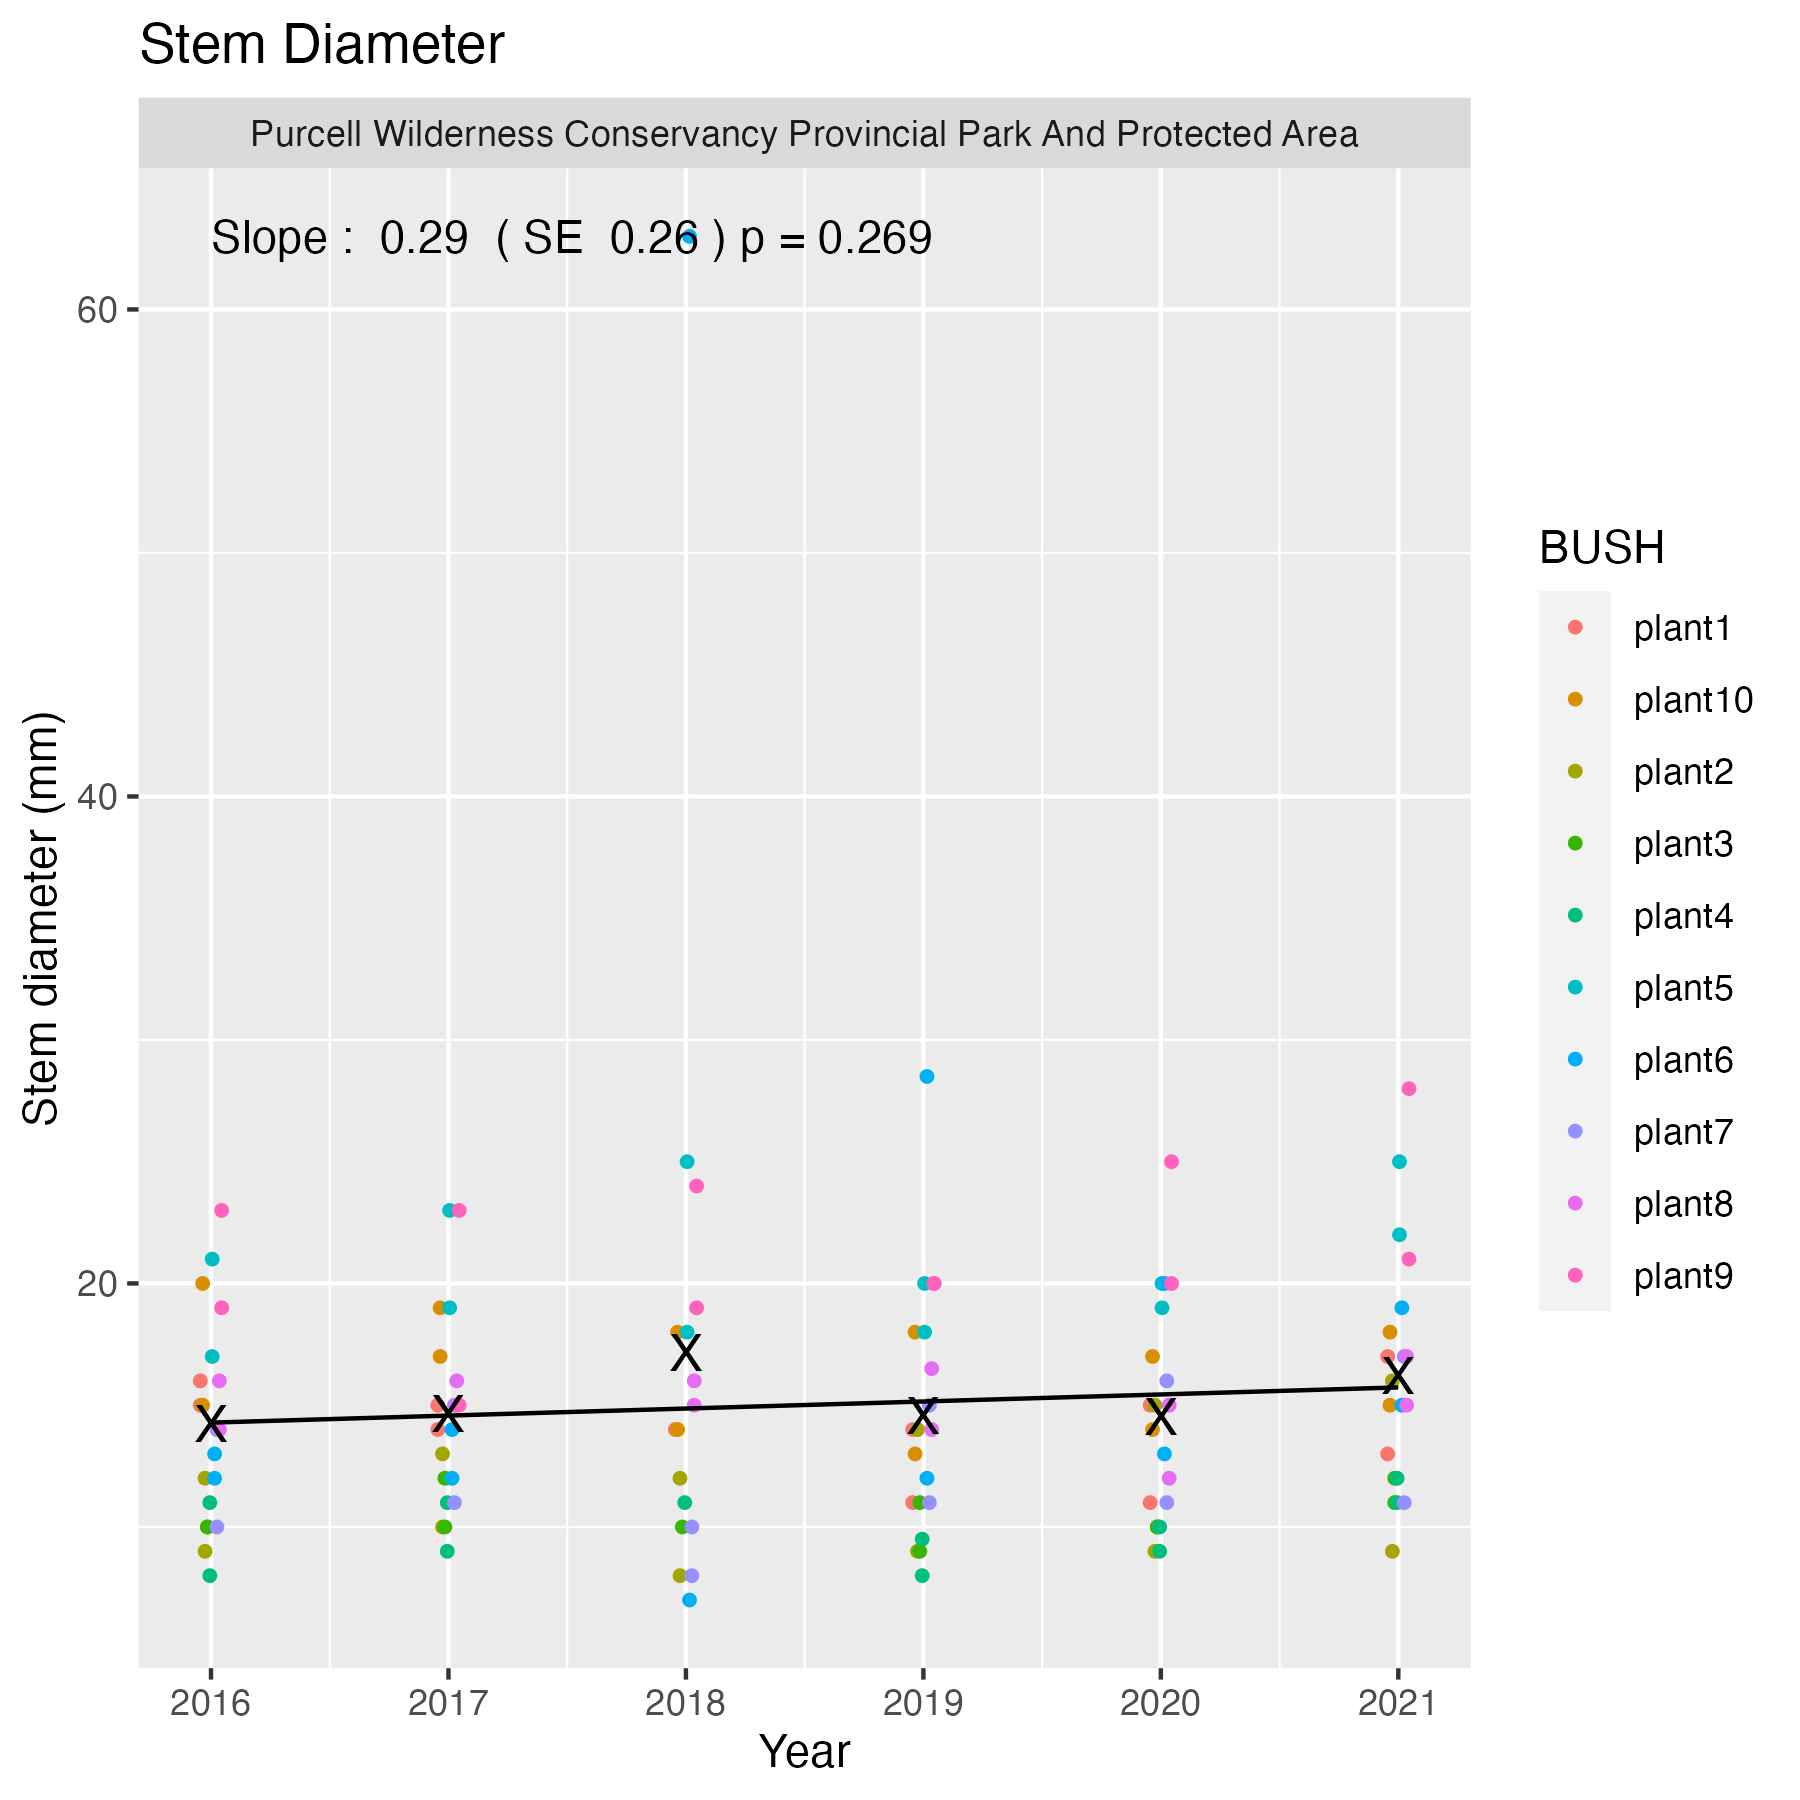 Stem Diameter
Purcell Wilderness Conservancy Provincial Park And Protected Area
Slope :  0.29  ( SE  0.26 ) p = 0.269
60
40
20
Stem diameter (mm)
2016 2017 2018 2019 2020 2021
Year
BUSH
plant1
plant10
plant2
plant3
plant4
plant5
plant6
plant7
plant8
plant9